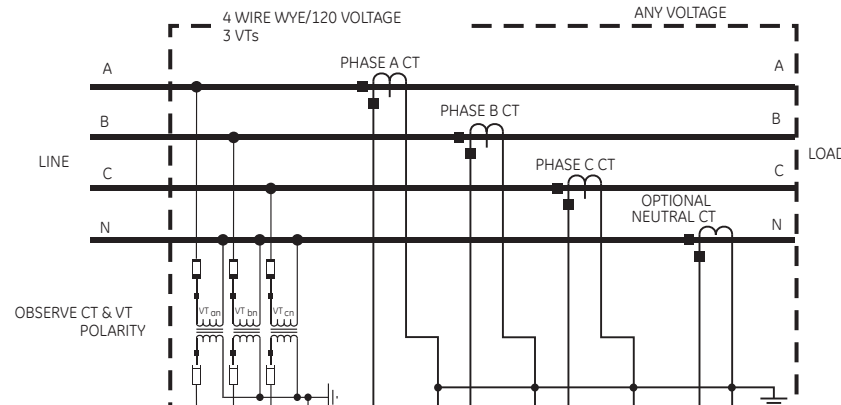 4 WIRE WYE/120 VOLTAGE
3 VTs
ANY VOLTAGE
PHASE A CT
A
A
PHASE B CT
B
B
LINE
LOAD
PHASE C CT
C
C
OPTIONAL
NEUTRAL CT
N
N
OBSERVE CT & VT
POLARITY
VT an
VT bn
VT cn